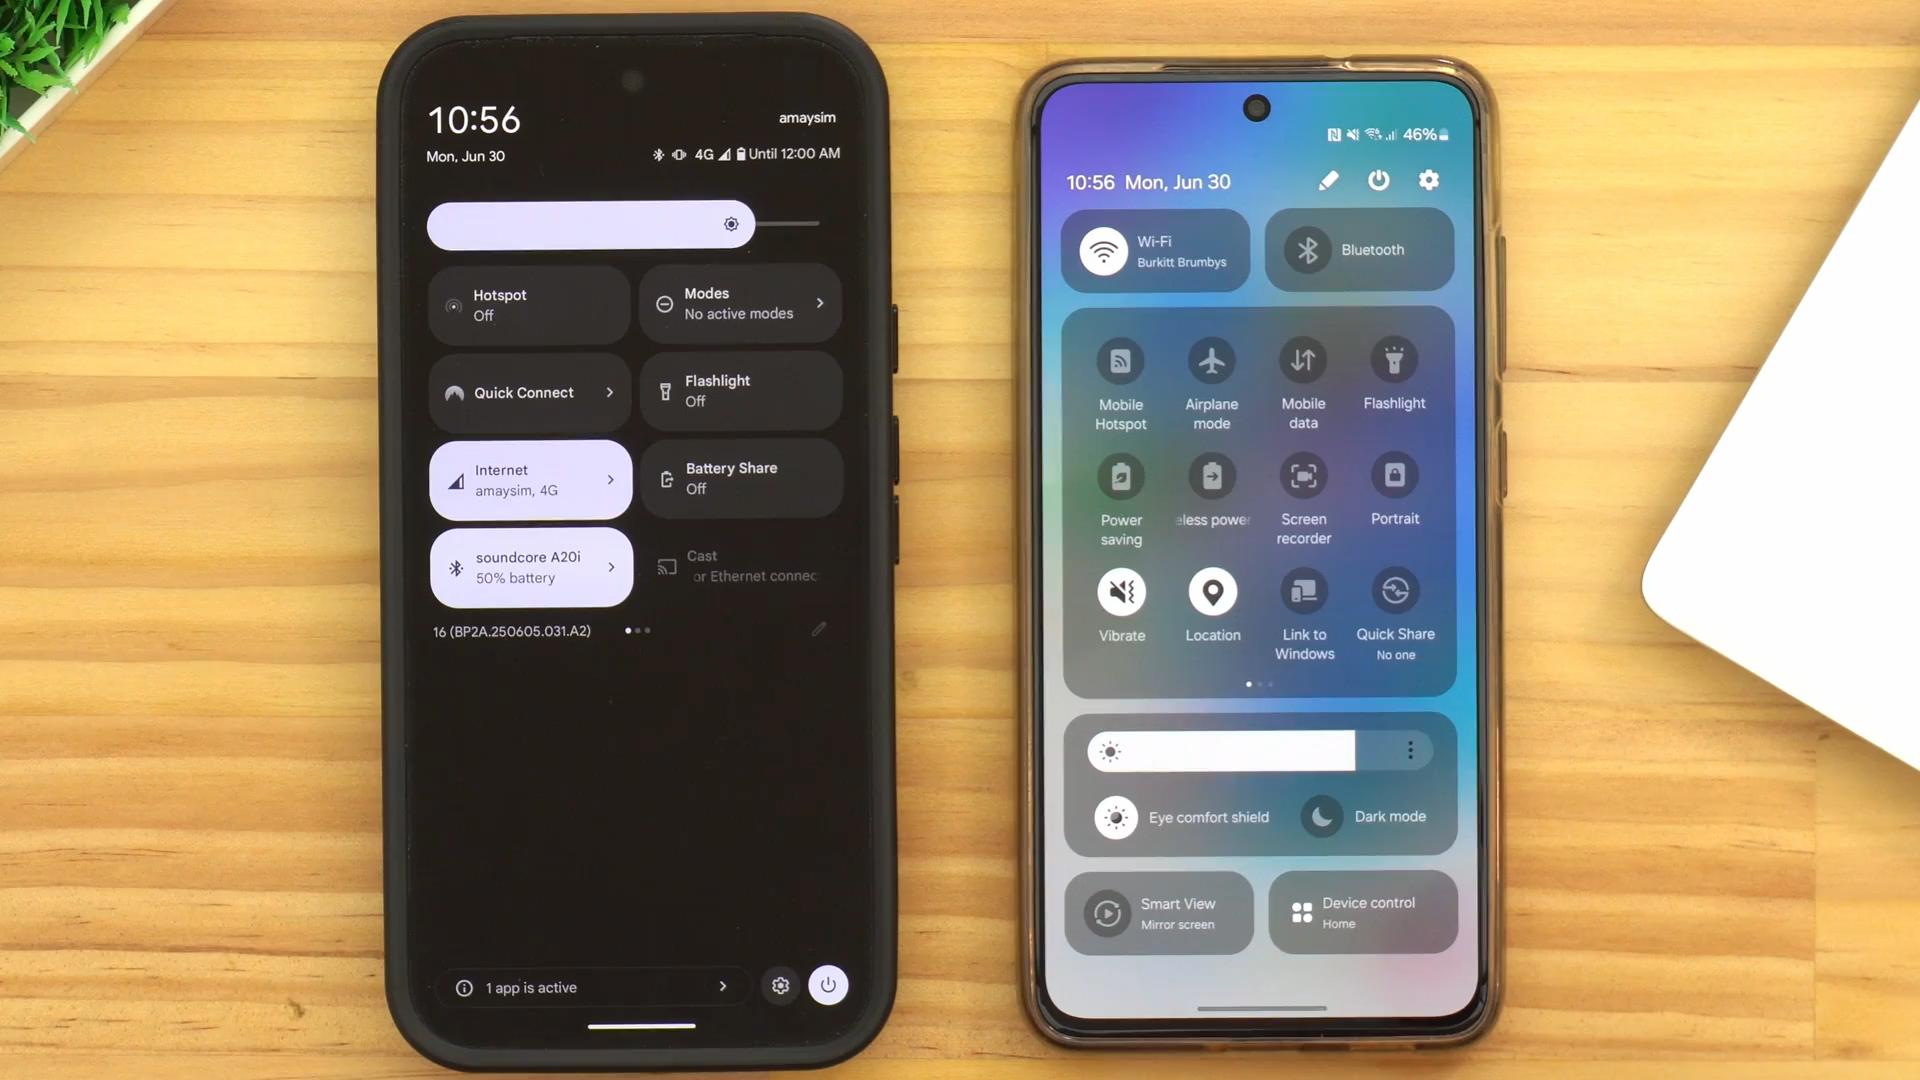 10:56
amaysim
Mon, Jun 30
4G
Until 12:00 AM
Hotspot
Off
Modes
No active modes
Quick Connect
Flashlight
Off
Internet
amaysim, 4G
Battery Share
Off
soundcore A20i
50% battery
Cast
or Ethernet connec
16 (BP2A.250605.031.A2)
1 app is active
46%
10:56 Mon, Jun 30
Wi-Fi
Burkitt Brumbys
Bluetooth
Mobile
Hotspot
Airplane
mode
Mobile
data
Flashlight
Power
saving
eless power
Screen
recorder
Portrait
Vibrate
Location
Link to
Windows
Quick Share
No one
Eye comfort shield
Dark mode
Smart View
Mirror screen
Device control
Home